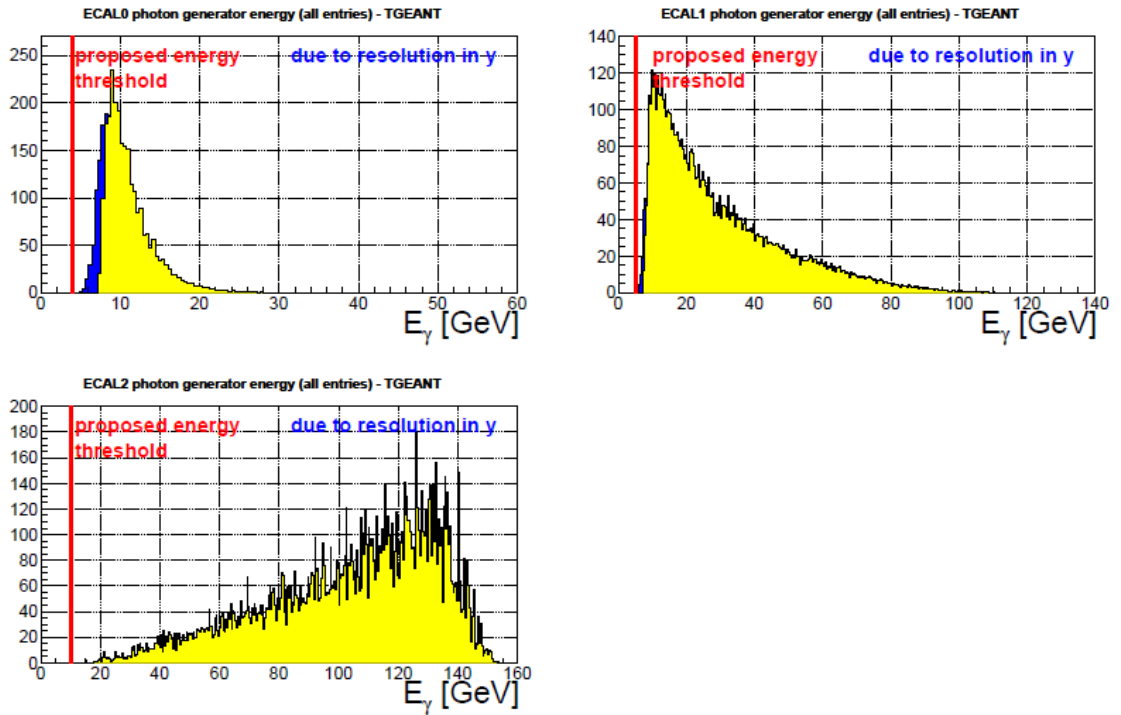 ECAL0 photon generator energy (all entries) - TGEANT
250
200
150
100
50
0
proposed energy
threshold
due to resolution in y
0 10 20 30 40 50 60
E_γ [GeV]
ECAL1 photon generator energy (all entries) - TGEANT
140
120
100
80
60
40
20
0
proposed energy
threshold
due to resolution in y
0 20 40 60 80 100 120 140
E_γ [GeV]
ECAL2 photon generator energy (all entries) - TGEANT
200
180
160
140
120
100
80
60
40
20
0
proposed energy
threshold
due to resolution in y
0 20 40 60 80 100 120 140 160
E_γ [GeV]